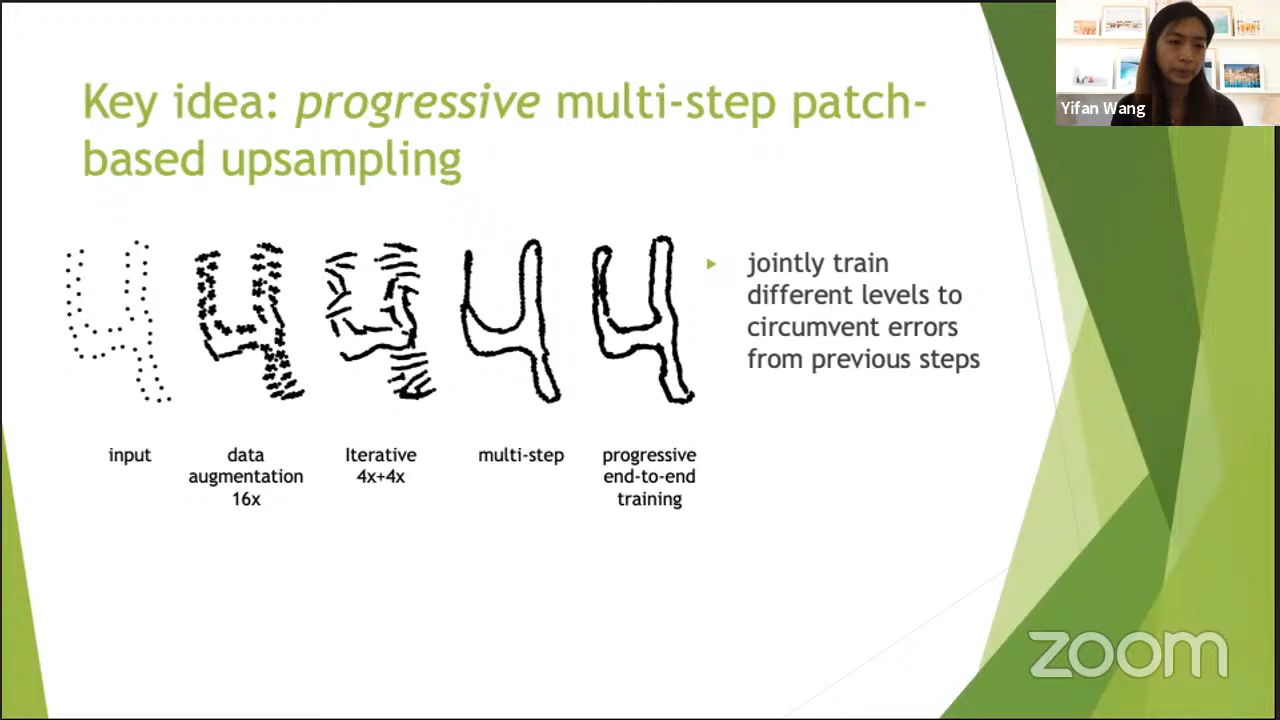 Key idea: progressive multi-step patch-
based upsampling
Yifan Wang
jointly train
different levels to
circumvent errors
from previous steps
input
data
augmentation
16x
Iterative
4x+4x
multi-step
progressive
end-to-end
training
zoom